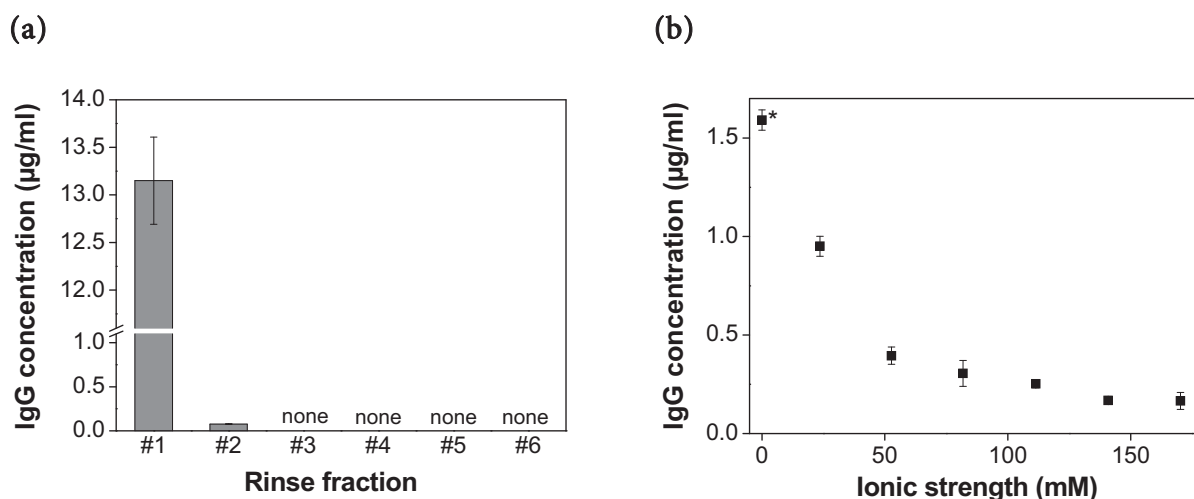 (a)
IgG concentration (µg/ml)
14.0
13.5
13.0
12.5
12.0
1.0
0.5
0.0
none none none none
#1 #2 #3 #4 #5 #6
Rinse fraction
(b)
IgG concentration (µg/ml)
1.5
1.0
0.5
0.0
*
0 50 100 150
Ionic strength (mM)